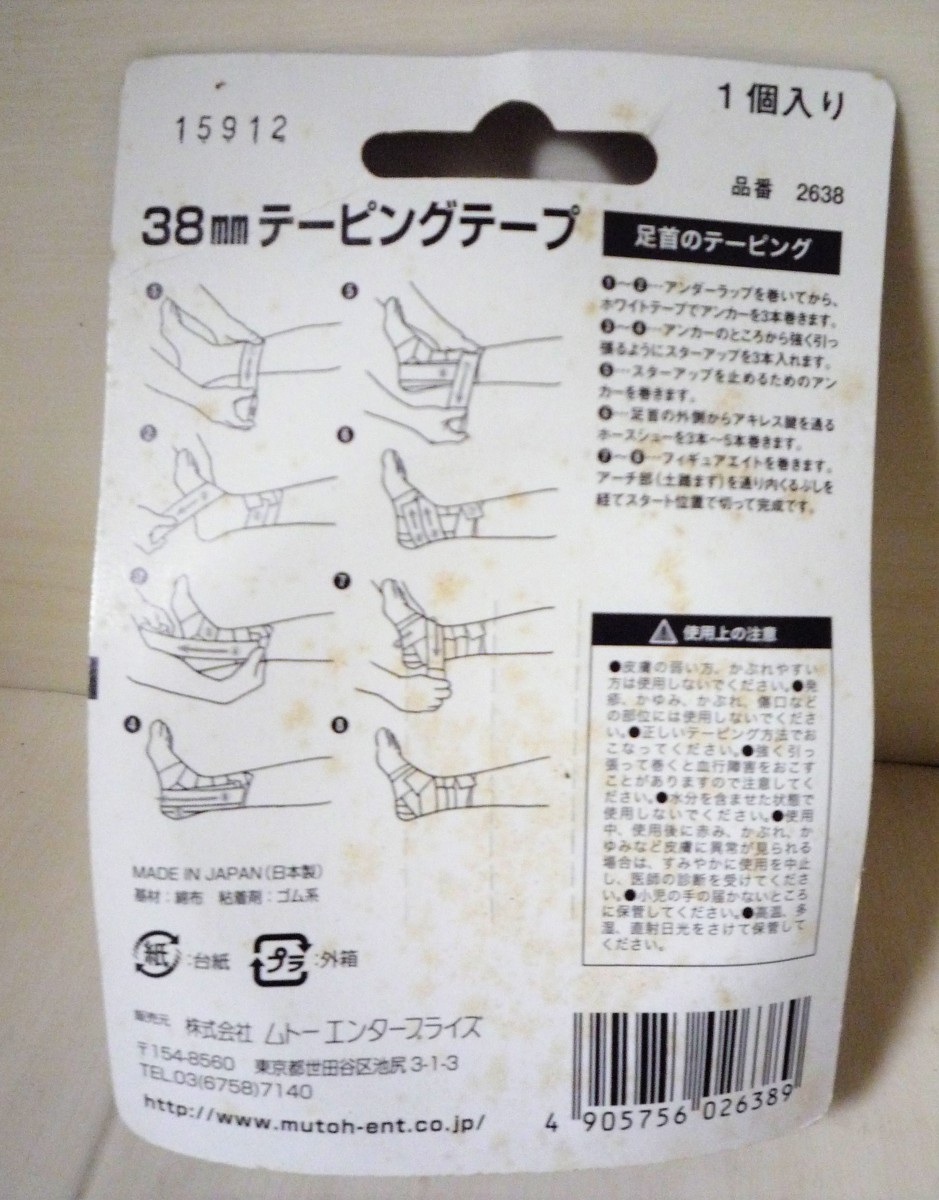 15912
1個入り
品番 2638
38mmテーピングテープ
足首のテーピング
❶〜❷…アンダーラップを巻いてから、
ホワイトテープでアンカーを3本巻きます。
❸〜❹…アンカーのところから強く引っ
張るようにスターアップを3本入れます。
❺…スターアップを止めるためのアン
カーを巻きます。
❻…足首の外側からアキレス腱を通る
ホースシューを3本〜5本巻きます。
❼〜❽…フィギュアエイトを巻きます。
アーチ部(土踏まず)を通り内くるぶしを
経てスタート位置で切って完成です。
❶
❺
❷
❻
❸
❼
❹
❽
使用上の注意
●皮膚の弱い方、かぶれやすい
方は使用しないでください。●発
疹、かゆみ、かぶれ、傷口など
の部位には使用しないでくださ
い。●正しいテーピング方法でお
こなってください。●強く引っ
張って巻くと血行障害をおこす
ことがありますので注意してく
ださい。●水分を含ませた状態で
使用しないでください。●使用
中、使用後に赤み、かぶれ、か
ゆみなど皮膚に異常が見られる
場合は、すみやかに使用を中止
し、医師の診断を受けてくださ
い。●小児の手の届かないところ
に保管してください。●高温、多
湿、直射日光をさけて保管して
ください。
MADE IN JAPAN(日本製)
基材:綿布 粘着剤:ゴム系
紙:台紙 プラ:外箱
販売元 株式会社 ムトーエンタープライズ
〒154-8560 東京都世田谷区池尻3-1-3
TEL.03(6758)7140
http://www.mutoh-ent.co.jp/
4 905756 026389